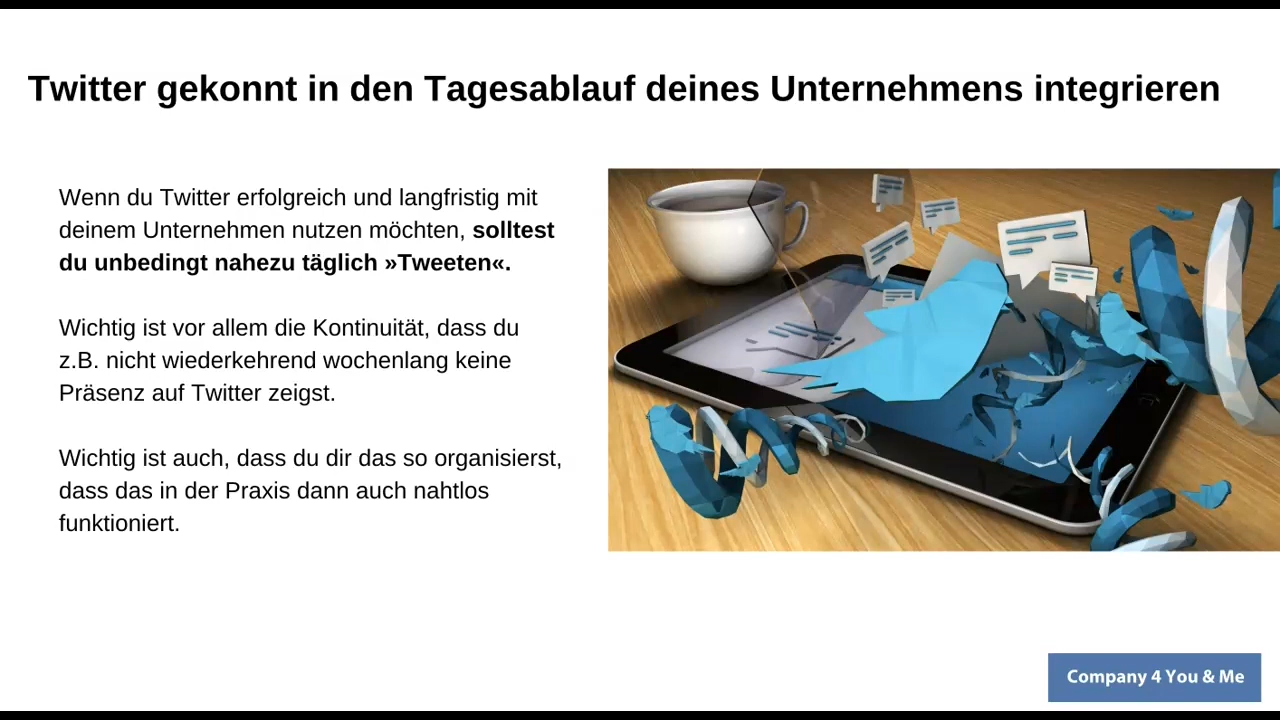 Twitter gekonnt in den Tagesablauf deines Unternehmens integrieren
Wenn du Twitter erfolgreich und langfristig mit
deinem Unternehmen nutzen möchten, solltest
du unbedingt nahezu täglich »Tweeten«.
Wichtig ist vor allem die Kontinuität, dass du
z.B. nicht wiederkehrend wochenlang keine
Präsenz auf Twitter zeigst.
Wichtig ist auch, dass du dir das so organisierst,
dass das in der Praxis dann auch nahtlos
funktioniert.
Company 4 You & Me